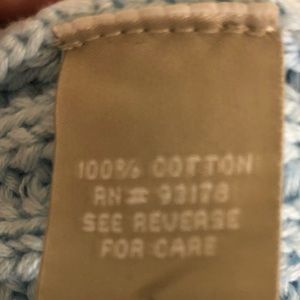 100% COTTON
RN# 93178
SEE REVERSE
FOR CARE